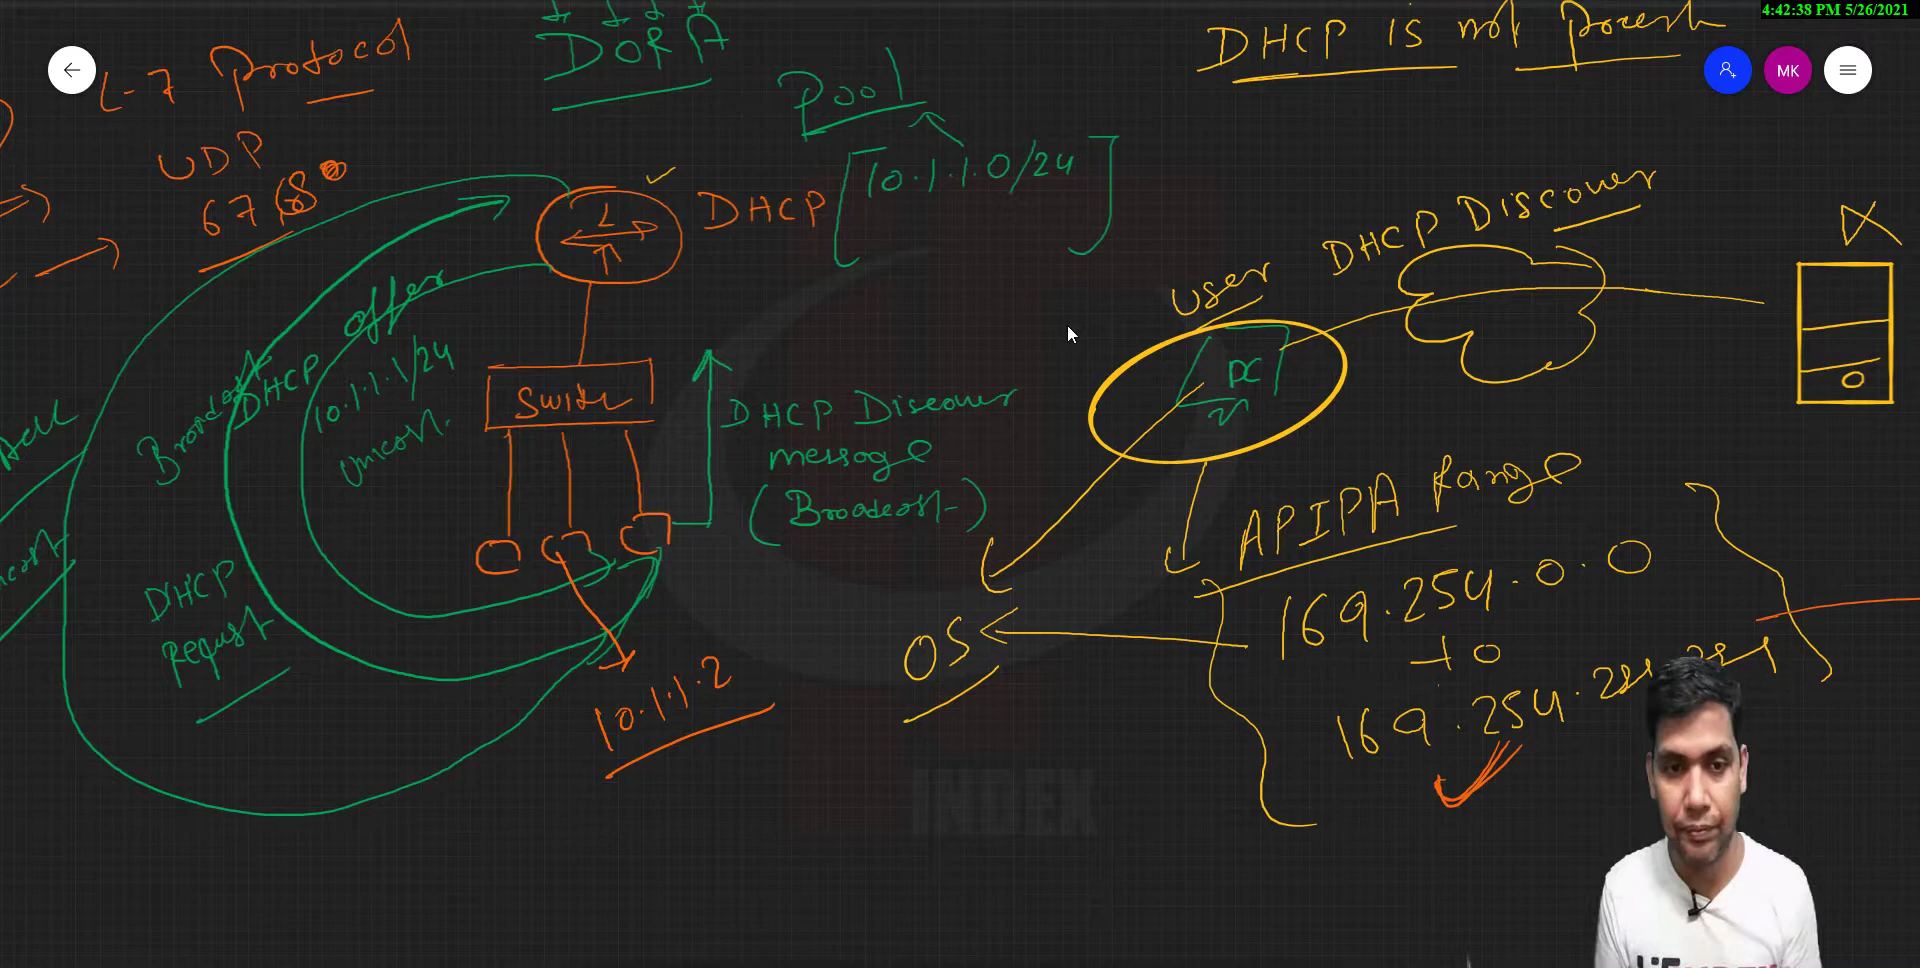 4:42:38 PM 5/26/2021
DORA
DHCP is not Present
L-7 Protocol
MK
Pool
UDP
67
10.1.1.0/24
DHCP
DHCP Discover
User
offer
DHCP
10.1.1.1/24
Unicast.
PC
Switch
Broadcast
DHCP Discover
message
(Broadcast)
APIPA Range
169.254.0.0
to
169.254.
OS
DHCP
Request
10.1.1.2